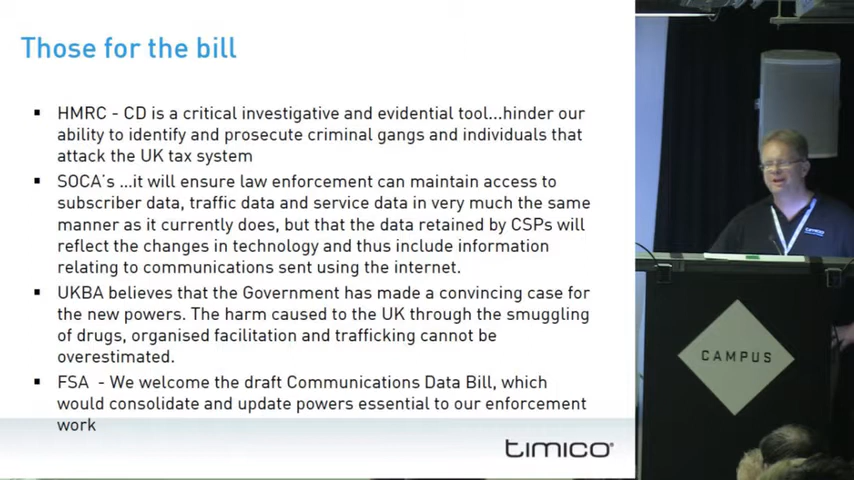 Those for the bill
▪ HMRC - CD is a critical investigative and evidential tool...hinder our
ability to identify and prosecute criminal gangs and individuals that
attack the UK tax system
▪ SOCA's ...it will ensure law enforcement can maintain access to
subscriber data, traffic data and service data in very much the same
manner as it currently does, but that the data retained by CSPs will
reflect the changes in technology and thus include information
relating to communications sent using the internet.
▪ UKBA believes that the Government has made a convincing case for
the new powers. The harm caused to the UK through the smuggling
of drugs, organised facilitation and trafficking cannot be
overestimated.
▪ FSA - We welcome the draft Communications Data Bill, which
would consolidate and update powers essential to our enforcement
work
timico®
timico
CAMPUS